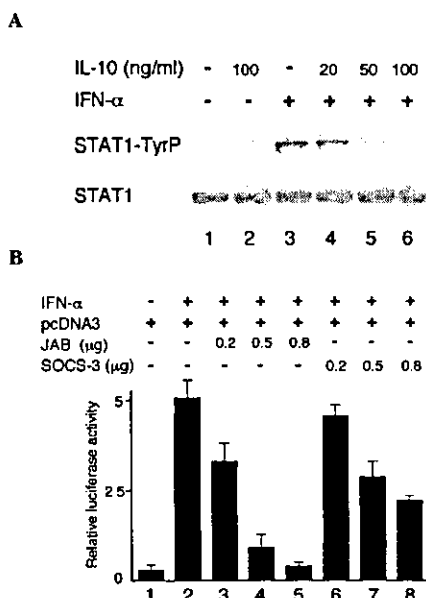 A
IL-10 (ng/ml) - 100 - 20 50 100
IFN-α - - + + + +
STAT1-TyrP
STAT1
1 2 3 4 5 6
B
IFN-α - + + + + + + +
pcDNA3 + + + + + + + +
JAB (μg) - - 0.2 0.5 0.8 - - -
SOCS-3 (μg) - - - - - 0.2 0.5 0.8
Relative luciferase activity
5
2 5
0
1 2 3 4 5 6 7 8